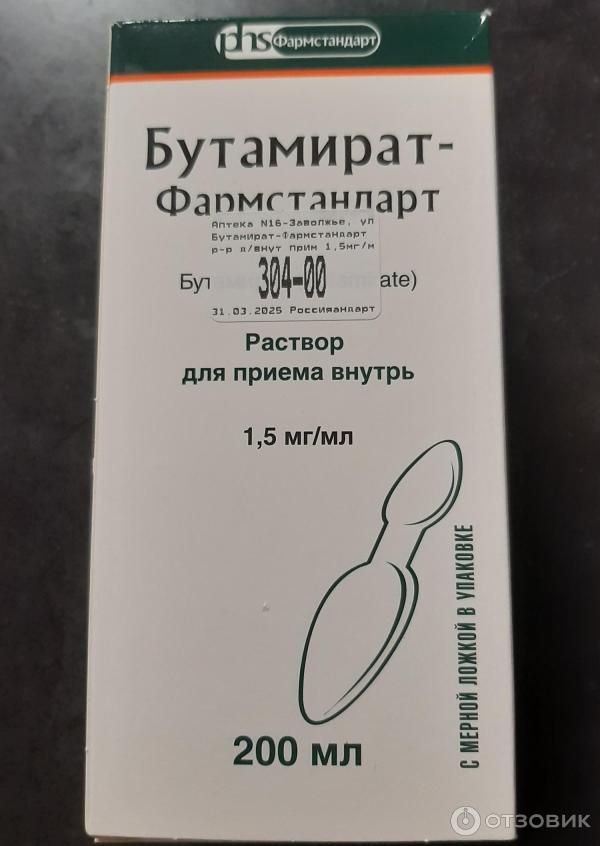 phs Фармстандарт
Бутамират-
Фармстандарт
Аптека N16-Заволжье, ул
Бутамират-Фармстандарт
р-р д/внут прим 1,5мг/м
304-00
31.03.2025 Россияандарт
Бут ate)
Раствор
для приема внутрь
1,5 мг/мл
С МЕРНОЙ ЛОЖКОЙ В УПАКОВКЕ
200 мл
ОТЗОВИК